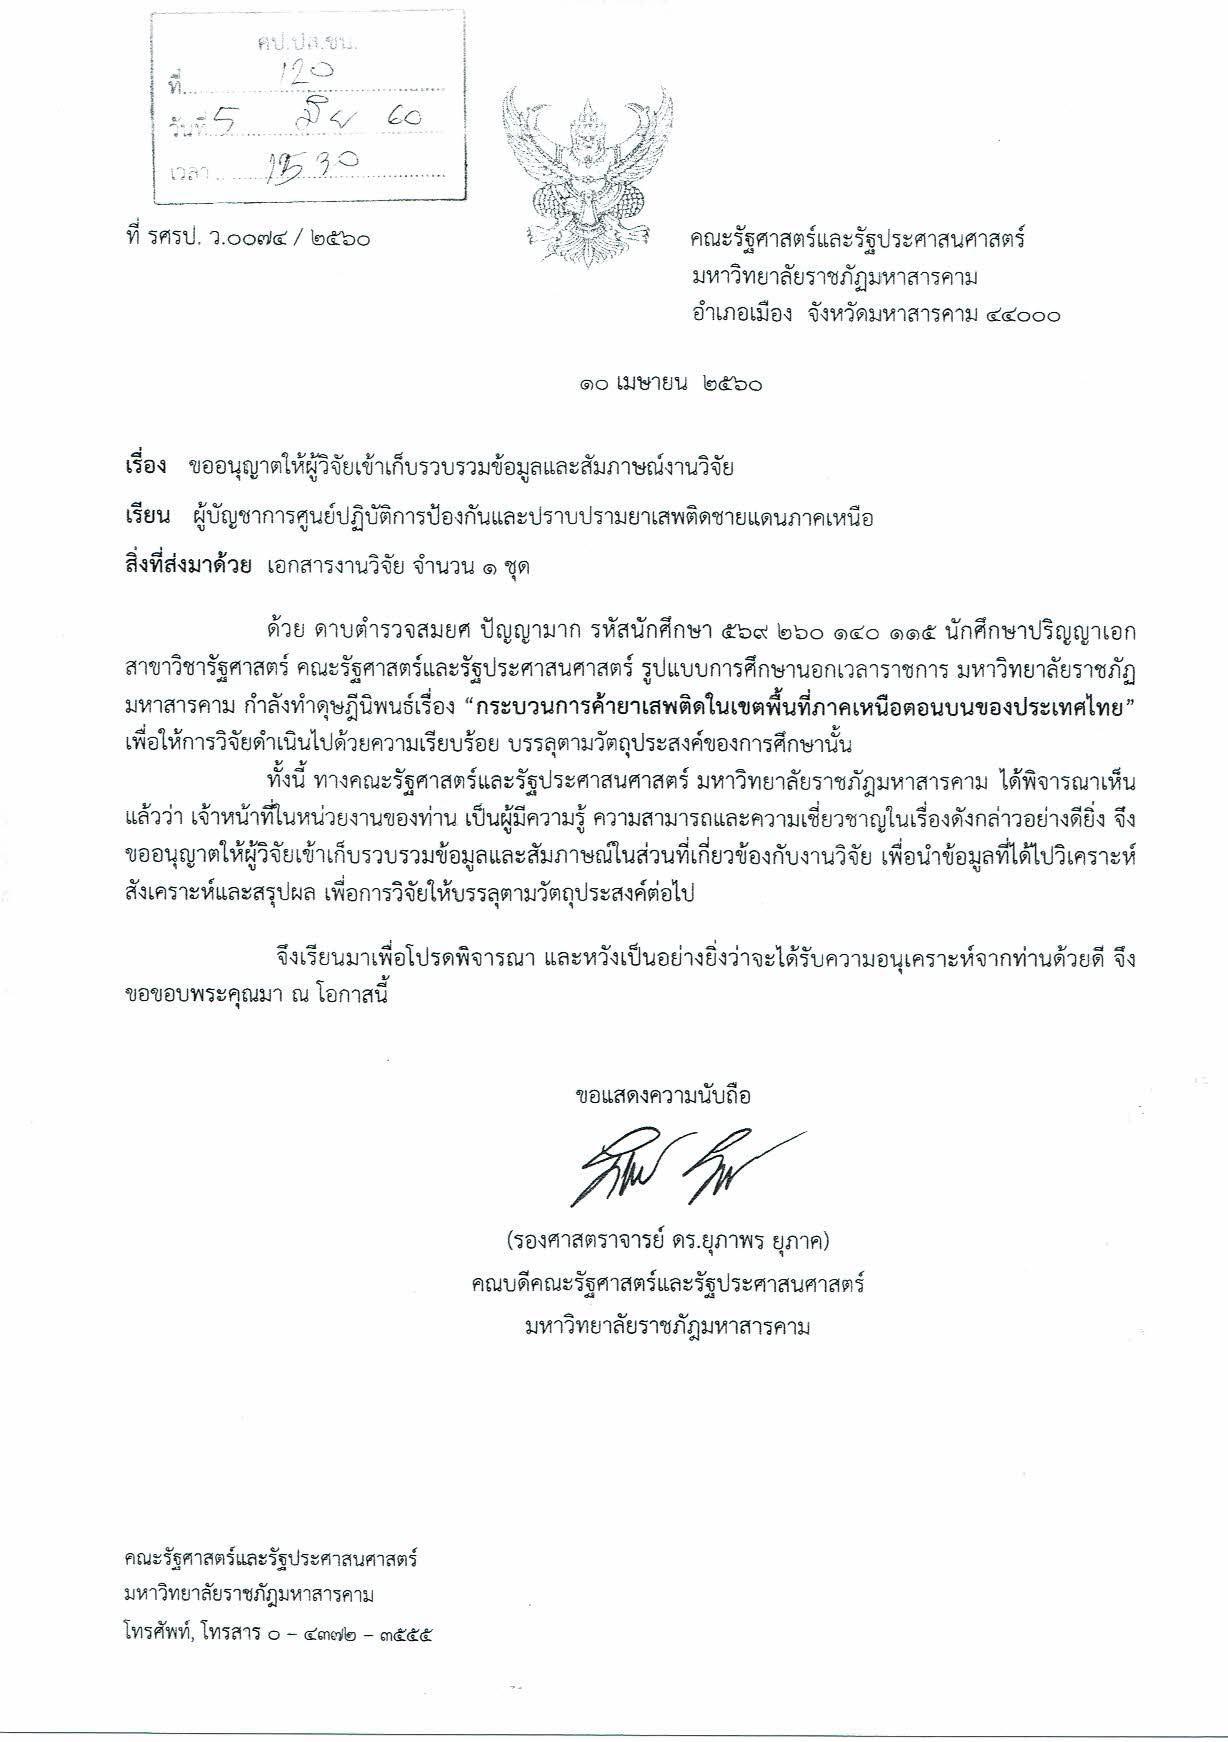 ศป.ปส.ชน.
ที่ 120
วันที่ 5 มิย 60
เวลา 1530
ที่ รศรป. ว.๐๐๗๔ / ๒๕๖๐
คณะรัฐศาสตร์และรัฐประศาสนศาสตร์
มหาวิทยาลัยราชภัฏมหาสารคาม
อำเภอเมือง จังหวัดมหาสารคาม ๔๔๐๐๐
๑๐ เมษายน ๒๕๖๐
เรื่อง ขออนุญาตให้ผู้วิจัยเข้าเก็บรวบรวมข้อมูลและสัมภาษณ์งานวิจัย
เรียน ผู้บัญชาการศูนย์ปฏิบัติการป้องกันและปราบปรามยาเสพติดชายแดนภาคเหนือ
สิ่งที่ส่งมาด้วย เอกสารงานวิจัย จำนวน ๑ ชุด
ด้วย ดาบตำรวจสมยศ ปัญญามาก รหัสนักศึกษา ๕๖๙ ๒๖๐ ๑๔๐ ๑๑๕ นักศึกษาปริญญาเอก
สาขาวิชารัฐศาสตร์ คณะรัฐศาสตร์และรัฐประศาสนศาสตร์ รูปแบบการศึกษานอกเวลาราชการ มหาวิทยาลัยราชภัฏ
มหาสารคาม กำลังทำดุษฎีนิพนธ์เรื่อง “กระบวนการค้ายาเสพติดในเขตพื้นที่ภาคเหนือตอนบนของประเทศไทย”
เพื่อให้การวิจัยดำเนินไปด้วยความเรียบร้อย บรรลุตามวัตถุประสงค์ของการศึกษานั้น
ทั้งนี้ ทางคณะรัฐศาสตร์และรัฐประศาสนศาสตร์ มหาวิทยาลัยราชภัฏมหาสารคาม ได้พิจารณาเห็น
แล้วว่า เจ้าหน้าที่ในหน่วยงานของท่าน เป็นผู้มีความรู้ ความสามารถและความเชี่ยวชาญในเรื่องดังกล่าวอย่างดียิ่ง จึง
ขออนุญาตให้ผู้วิจัยเข้าเก็บรวบรวมข้อมูลและสัมภาษณ์ในส่วนที่เกี่ยวข้องกับงานวิจัย เพื่อนำข้อมูลที่ได้ไปวิเคราะห์
สังเคราะห์และสรุปผล เพื่อการวิจัยให้บรรลุตามวัตถุประสงค์ต่อไป
จึงเรียนมาเพื่อโปรดพิจารณา และหวังเป็นอย่างยิ่งว่าจะได้รับความอนุเคราะห์จากท่านด้วยดี จึง
ขอขอบพระคุณมา ณ โอกาสนี้
ขอแสดงความนับถือ
(รองศาสตราจารย์ ดร.ยุภาพร ยุภาศ)
คณบดีคณะรัฐศาสตร์และรัฐประศาสนศาสตร์
มหาวิทยาลัยราชภัฏมหาสารคาม
คณะรัฐศาสตร์และรัฐประศาสนศาสตร์
มหาวิทยาลัยราชภัฏมหาสารคาม
โทรศัพท์, โทรสาร ๐ – ๔๓๗๒ – ๓๕๕๕